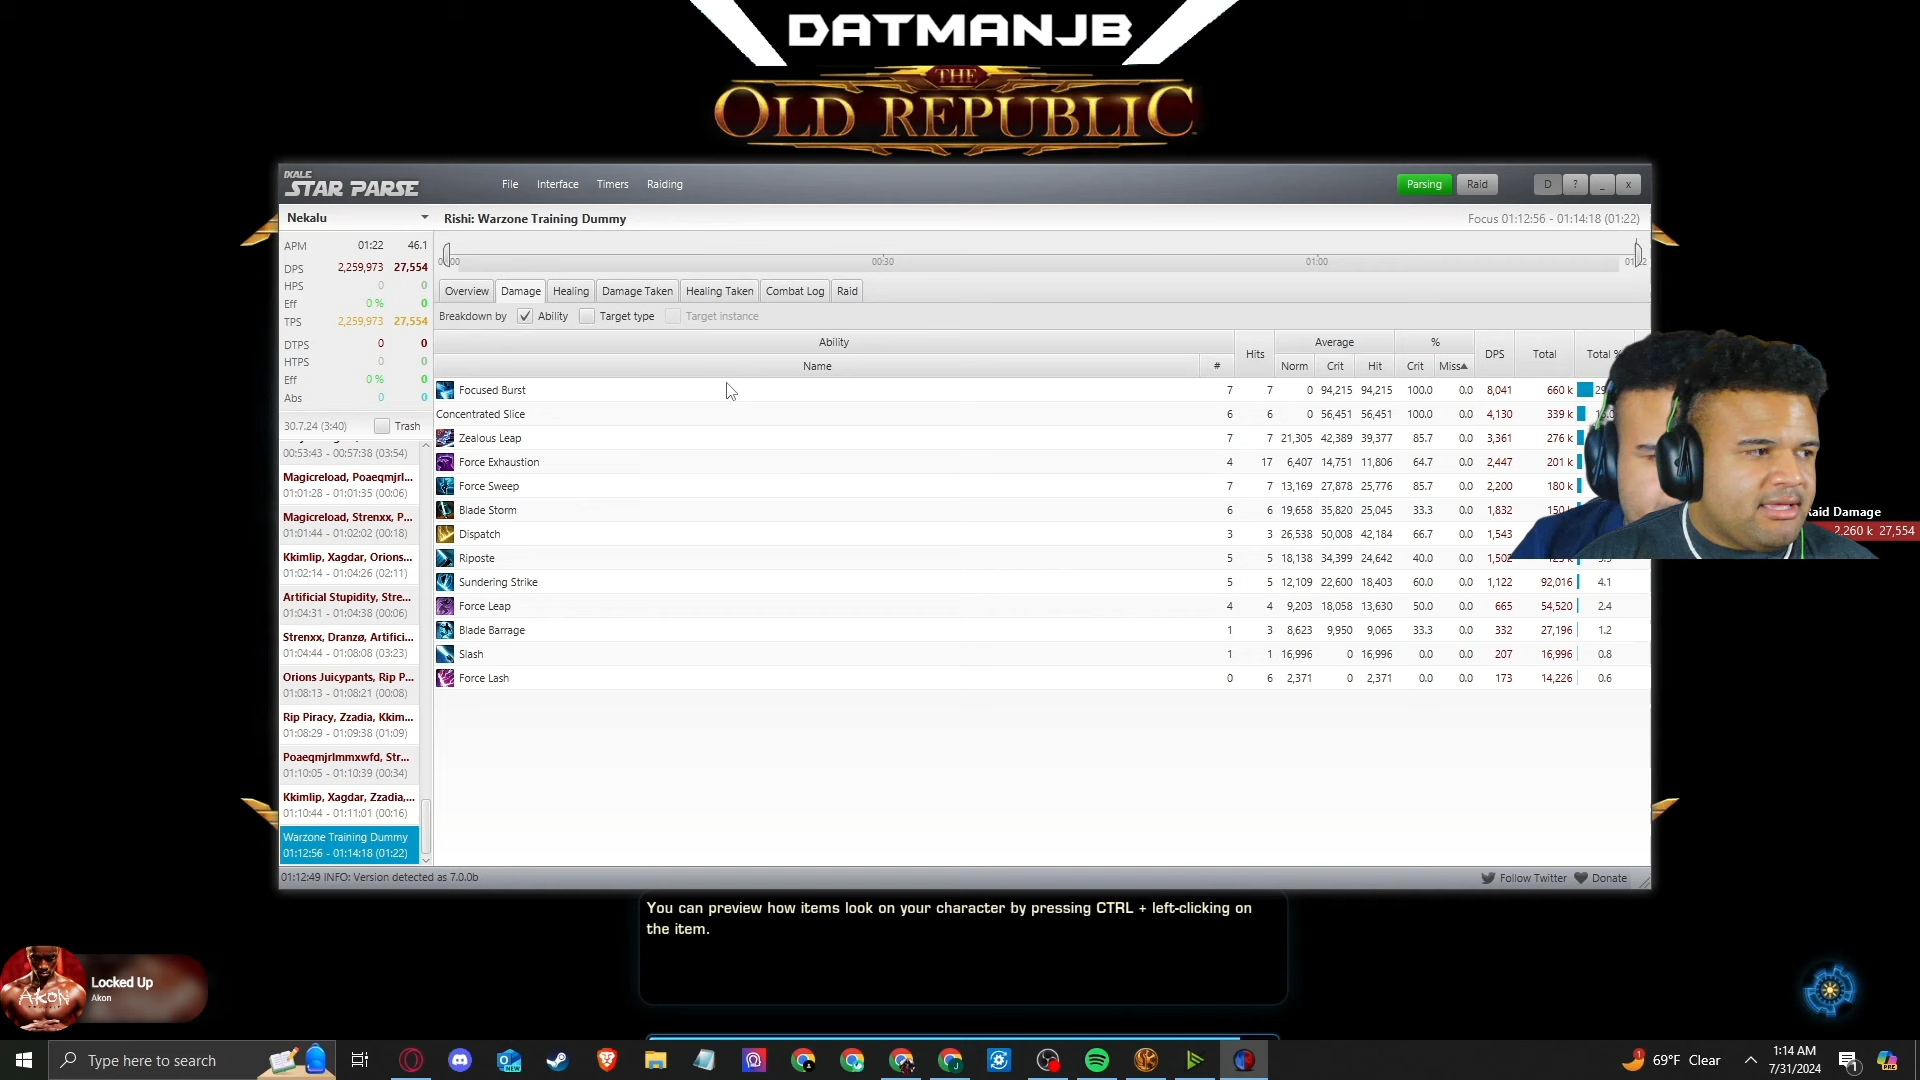 DATMANJB
THE
OLD REPUBLIC
IXALE
STAR PARSE
File Interface Timers Raiding
Parsing Raid D ? _ x
Nekalu
Rishi: Warzone Training Dummy
Focus 01:12:56 - 01:14:18 (01:22)
APM 01:22 46.1
DPS 2,259,973 27,554
HPS 0 0
Eff 0 % 0
TPS 2,259,973 27,554
DTPS 0 0
HTPS 0 0
Eff 0 % 0
Abs 0 0
30.7.24 (3:40) Trash
00:53:43 - 00:57:38 (03:54)
Magicreload, Poaeqmjrl...
01:01:28 - 01:01:35 (00:06)
Magicreload, Strenxx, P...
01:01:44 - 01:02:02 (00:18)
Kkimlip, Xagdar, Orions...
01:02:14 - 01:04:26 (02:11)
Artificial Stupidity, Stre...
01:04:31 - 01:04:38 (00:06)
Strenxx, Dranzø, Artifici...
01:04:44 - 01:08:08 (03:23)
Orions Juicypants, Rip P...
01:08:13 - 01:08:21 (00:08)
Rip Piracy, Zzadia, Kkim...
01:08:29 - 01:09:38 (01:09)
Poaeqmjrlmmxwfd, Str...
01:10:05 - 01:10:39 (00:34)
Kkimlip, Xagdar, Zzadia,...
01:10:44 - 01:11:01 (00:16)
Warzone Training Dummy
01:12:56 - 01:14:18 (01:22)
00:30 01:00
Overview Damage Healing Damage Taken Healing Taken Combat Log Raid
Breakdown by Ability Target type Target instance
Ability Hits Average % DPS Total Total %
Name # Norm Crit Hit Crit Miss
Focused Burst 7 7 0 94,215 94,215 100.0 0.0 8,041 660 k
Concentrated Slice 6 6 0 56,451 56,451 100.0 0.0 4,130 339 k
Zealous Leap 7 7 21,305 42,389 39,377 85.7 0.0 3,361 276 k
Force Exhaustion 4 17 6,407 14,751 11,806 64.7 0.0 2,447 201 k
Force Sweep 7 7 13,169 27,878 25,776 85.7 0.0 2,200 180 k
Blade Storm 6 6 19,658 35,820 25,045 33.3 0.0 1,832
Dispatch 3 3 26,538 50,008 42,184 66.7 0.0 1,543
Riposte 5 5 18,138 34,399 24,642 40.0 0.0
Sundering Strike 5 5 12,109 22,600 18,403 60.0 0.0 1,122 92,016 4.1
Force Leap 4 4 9,203 18,058 13,630 50.0 0.0 665 54,520 2.4
Blade Barrage 1 3 8,623 9,950 9,065 33.3 0.0 332 27,196 1.2
Slash 1 1 16,996 0 16,996 0.0 0.0 207 16,996 0.8
Force Lash 0 6 2,371 0 2,371 0.0 0.0 173 14,226 0.6
Raid Damage
2,260 k 27,554
01:12:49 INFO: Version detected as 7.0.0b
Follow Twitter Donate
You can preview how items look on your character by pressing CTRL + left-clicking on
the item.
AKON
Locked Up
Akon
Type here to search
NEW
69°F Clear
1:14 AM
7/31/2024